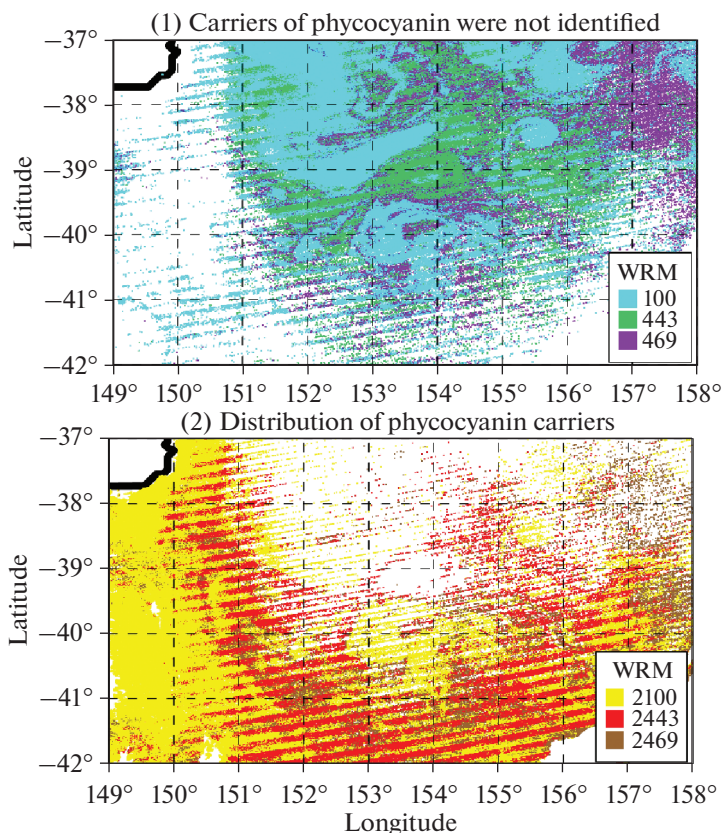 (1) Carriers of phycocyanin were not identified
−37°
−38°
−39°
−40°
−41°
−42°
Latitude
WRM
100
443
469
149° 150° 151° 152° 153° 154° 155° 156° 157° 158°
(2) Distribution of phycocyanin carriers
−37°
−38°
−39°
−40°
−41°
−42°
Latitude
WRM
2100
2443
2469
149° 150° 151° 152° 153° 154° 155° 156° 157° 158°
Longitude